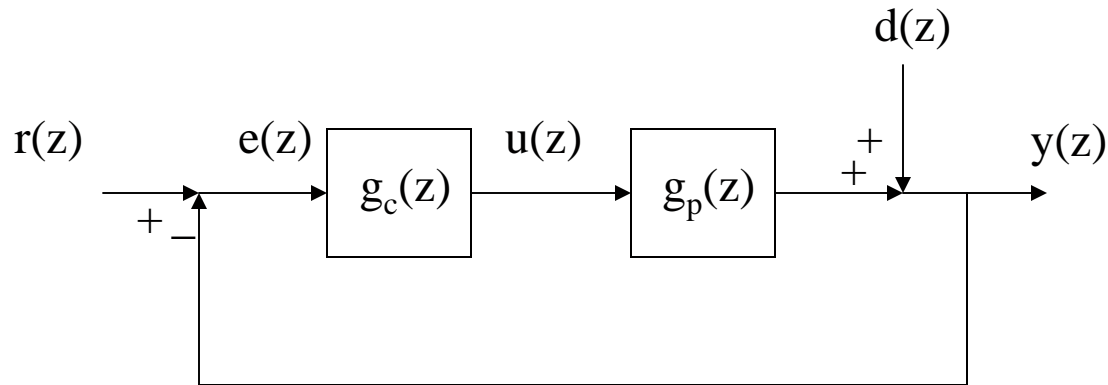 d(z)
r(z)
e(z)
g_c(z)
u(z)
g_p(z)
+
+
y(z)
+
–